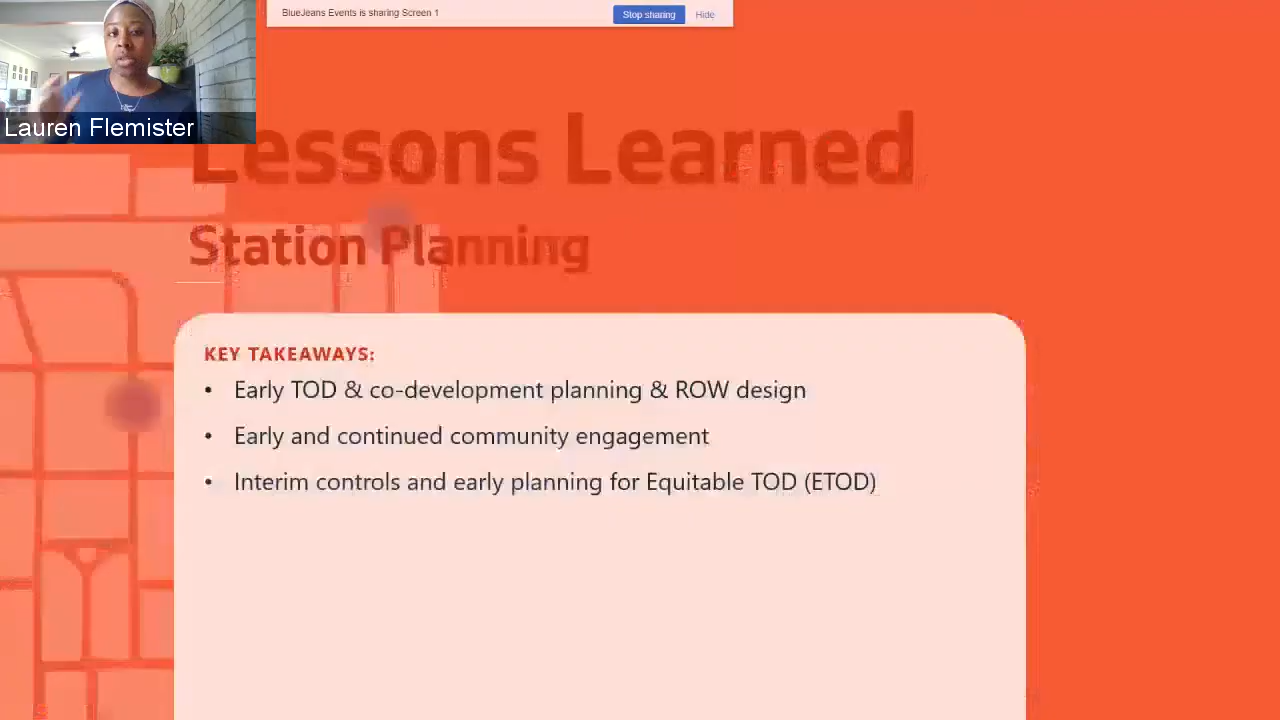 BlueJeans Events is sharing Screen 1
Stop sharing
Hide
Lauren Flemister
Lessons Learned
Station Planning
KEY TAKEAWAYS:
• Early TOD & co-development planning & ROW design
• Early and continued community engagement
• Interim controls and early planning for Equitable TOD (ETOD)